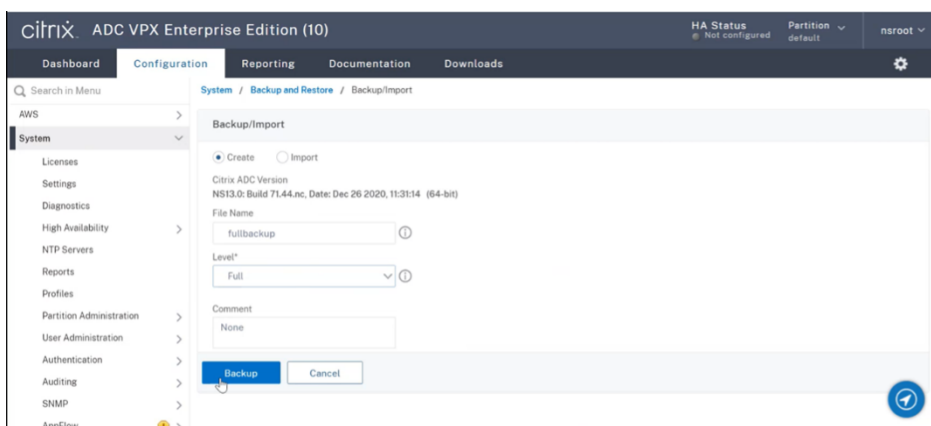 citrix. ADC VPX Enterprise Edition (10)
HA Status
Not configured
Partition
default
nsroot
Dashboard Configuration Reporting Documentation Downloads
Search in Menu
System / Backup and Restore / Backup/Import
AWS
System
Licenses
Settings
Diagnostics
High Availability
NTP Servers
Reports
Profiles
Partition Administration
User Administration
Authentication
Auditing
SNMP
AppFlow
Backup/Import
Create Import
Citrix ADC Version
NS13.0: Build 71.44.nc, Date: Dec 26 2020, 11:31:14 (64-bit)
File Name
fullbackup
Level*
Full
Comment
None
Backup Cancel